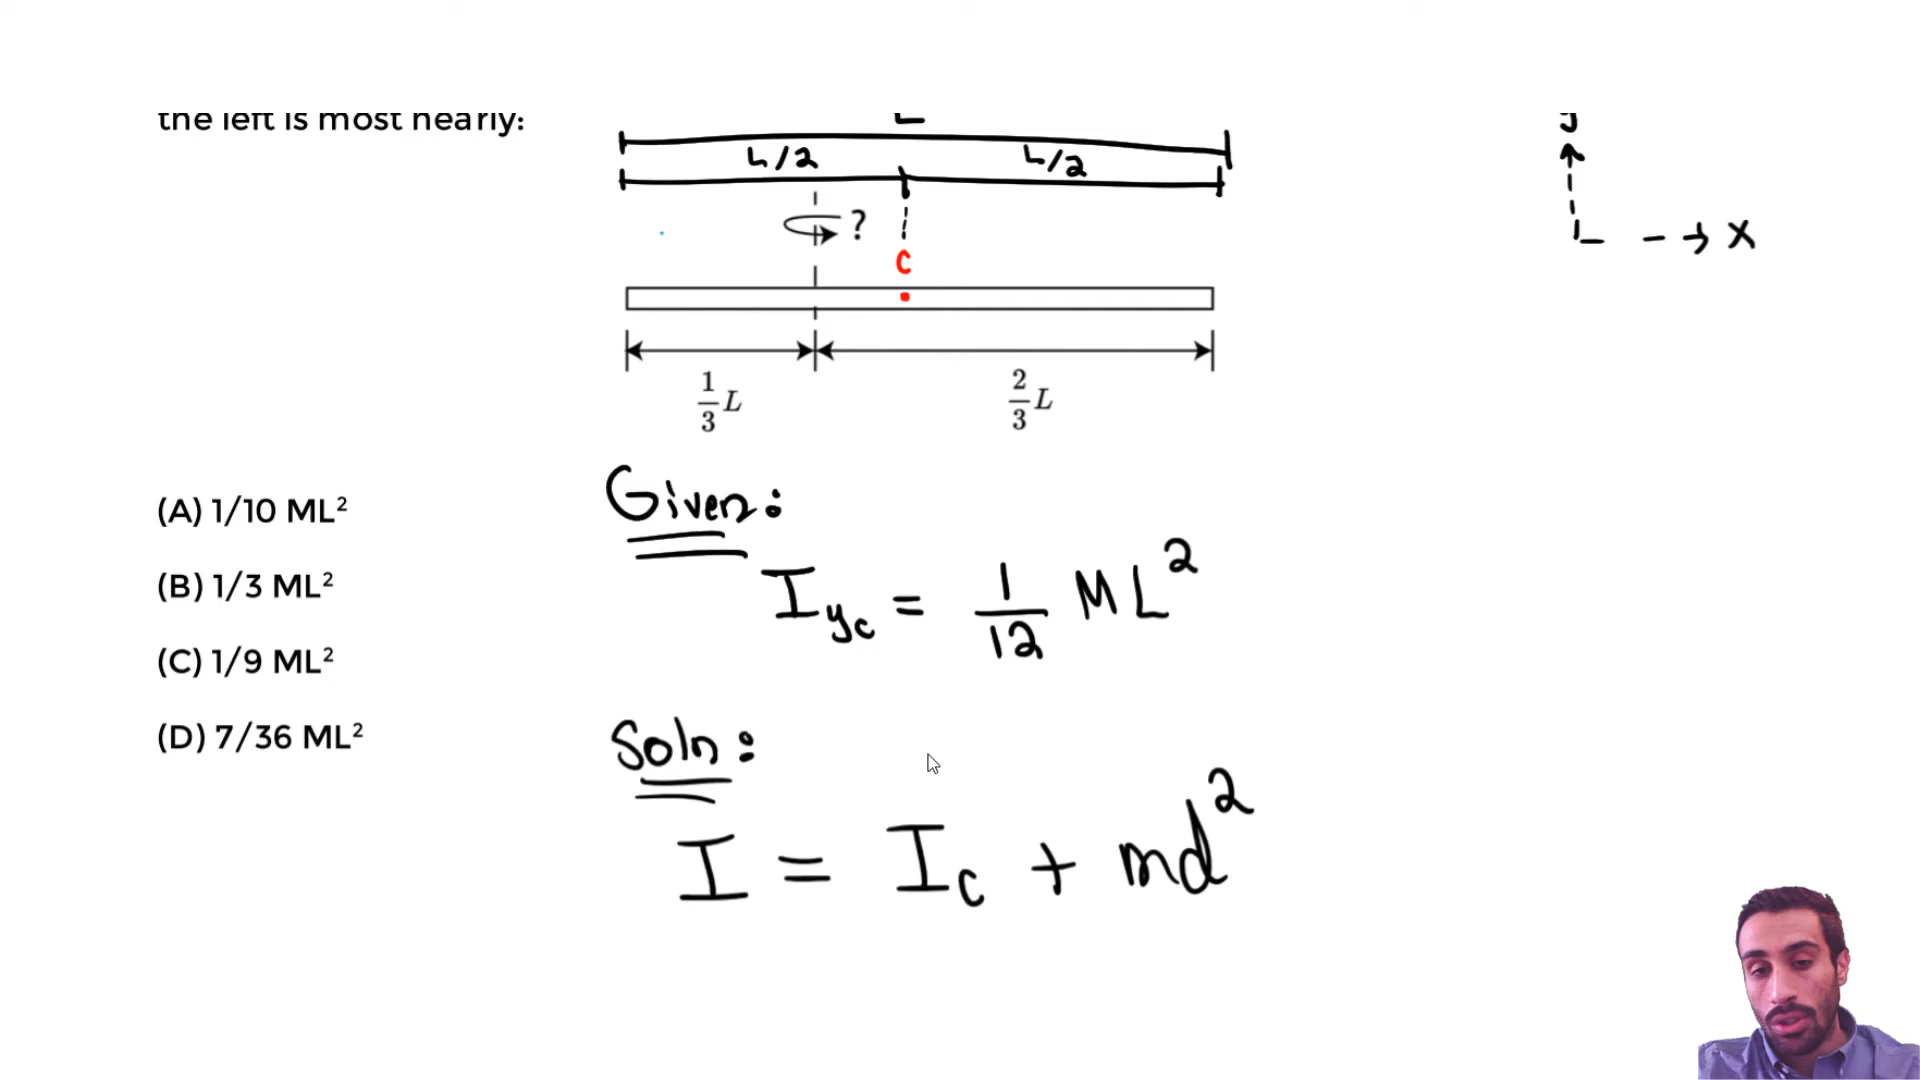 the left is most nearly:
L
L/2 L/2
y
?
X
C
1/3 L 2/3 L
Given:
(A) 1/10 ML²
(B) 1/3 ML²
I_yc = 1/12 ML²
(C) 1/9 ML²
(D) 7/36 ML²
Soln:
I = I_c + md²